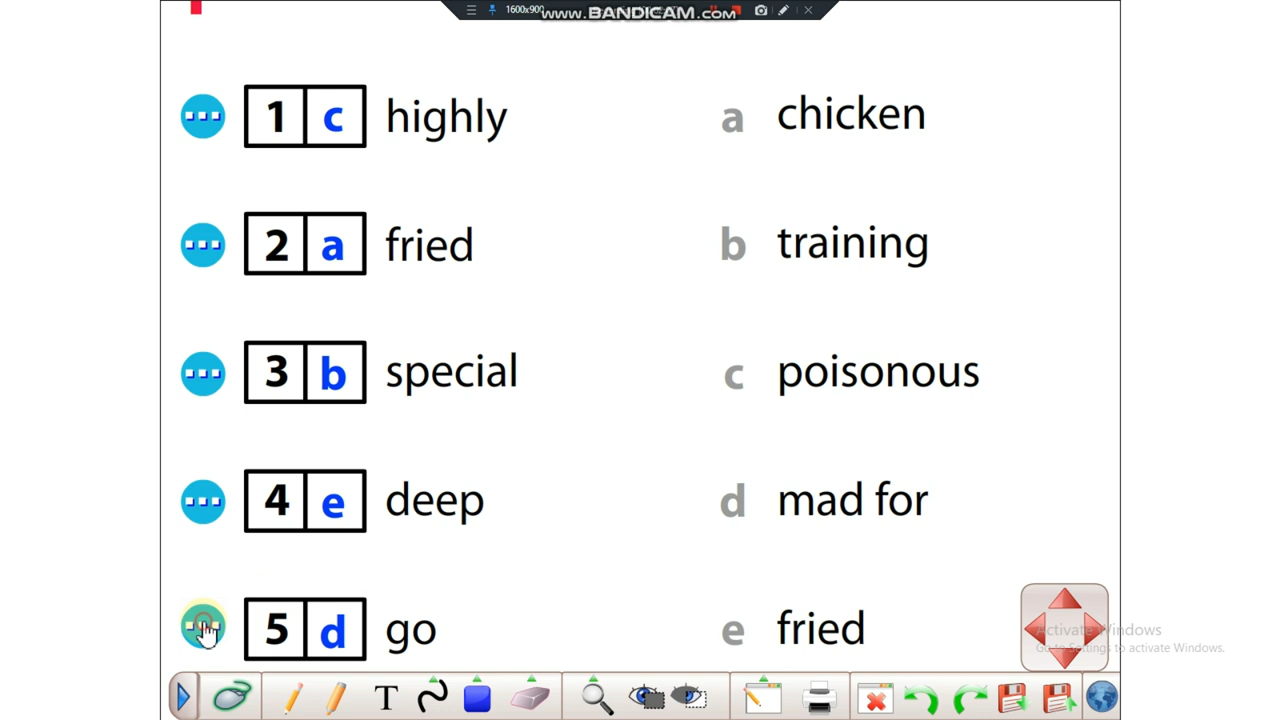 1600x900
www.BANDICAM.com
1 c highly a chicken
2 a fried b training
3 b special c poisonous
4 e deep d mad for
5 d go e fried
Activate Windows
Go to Settings to activate Windows.
T